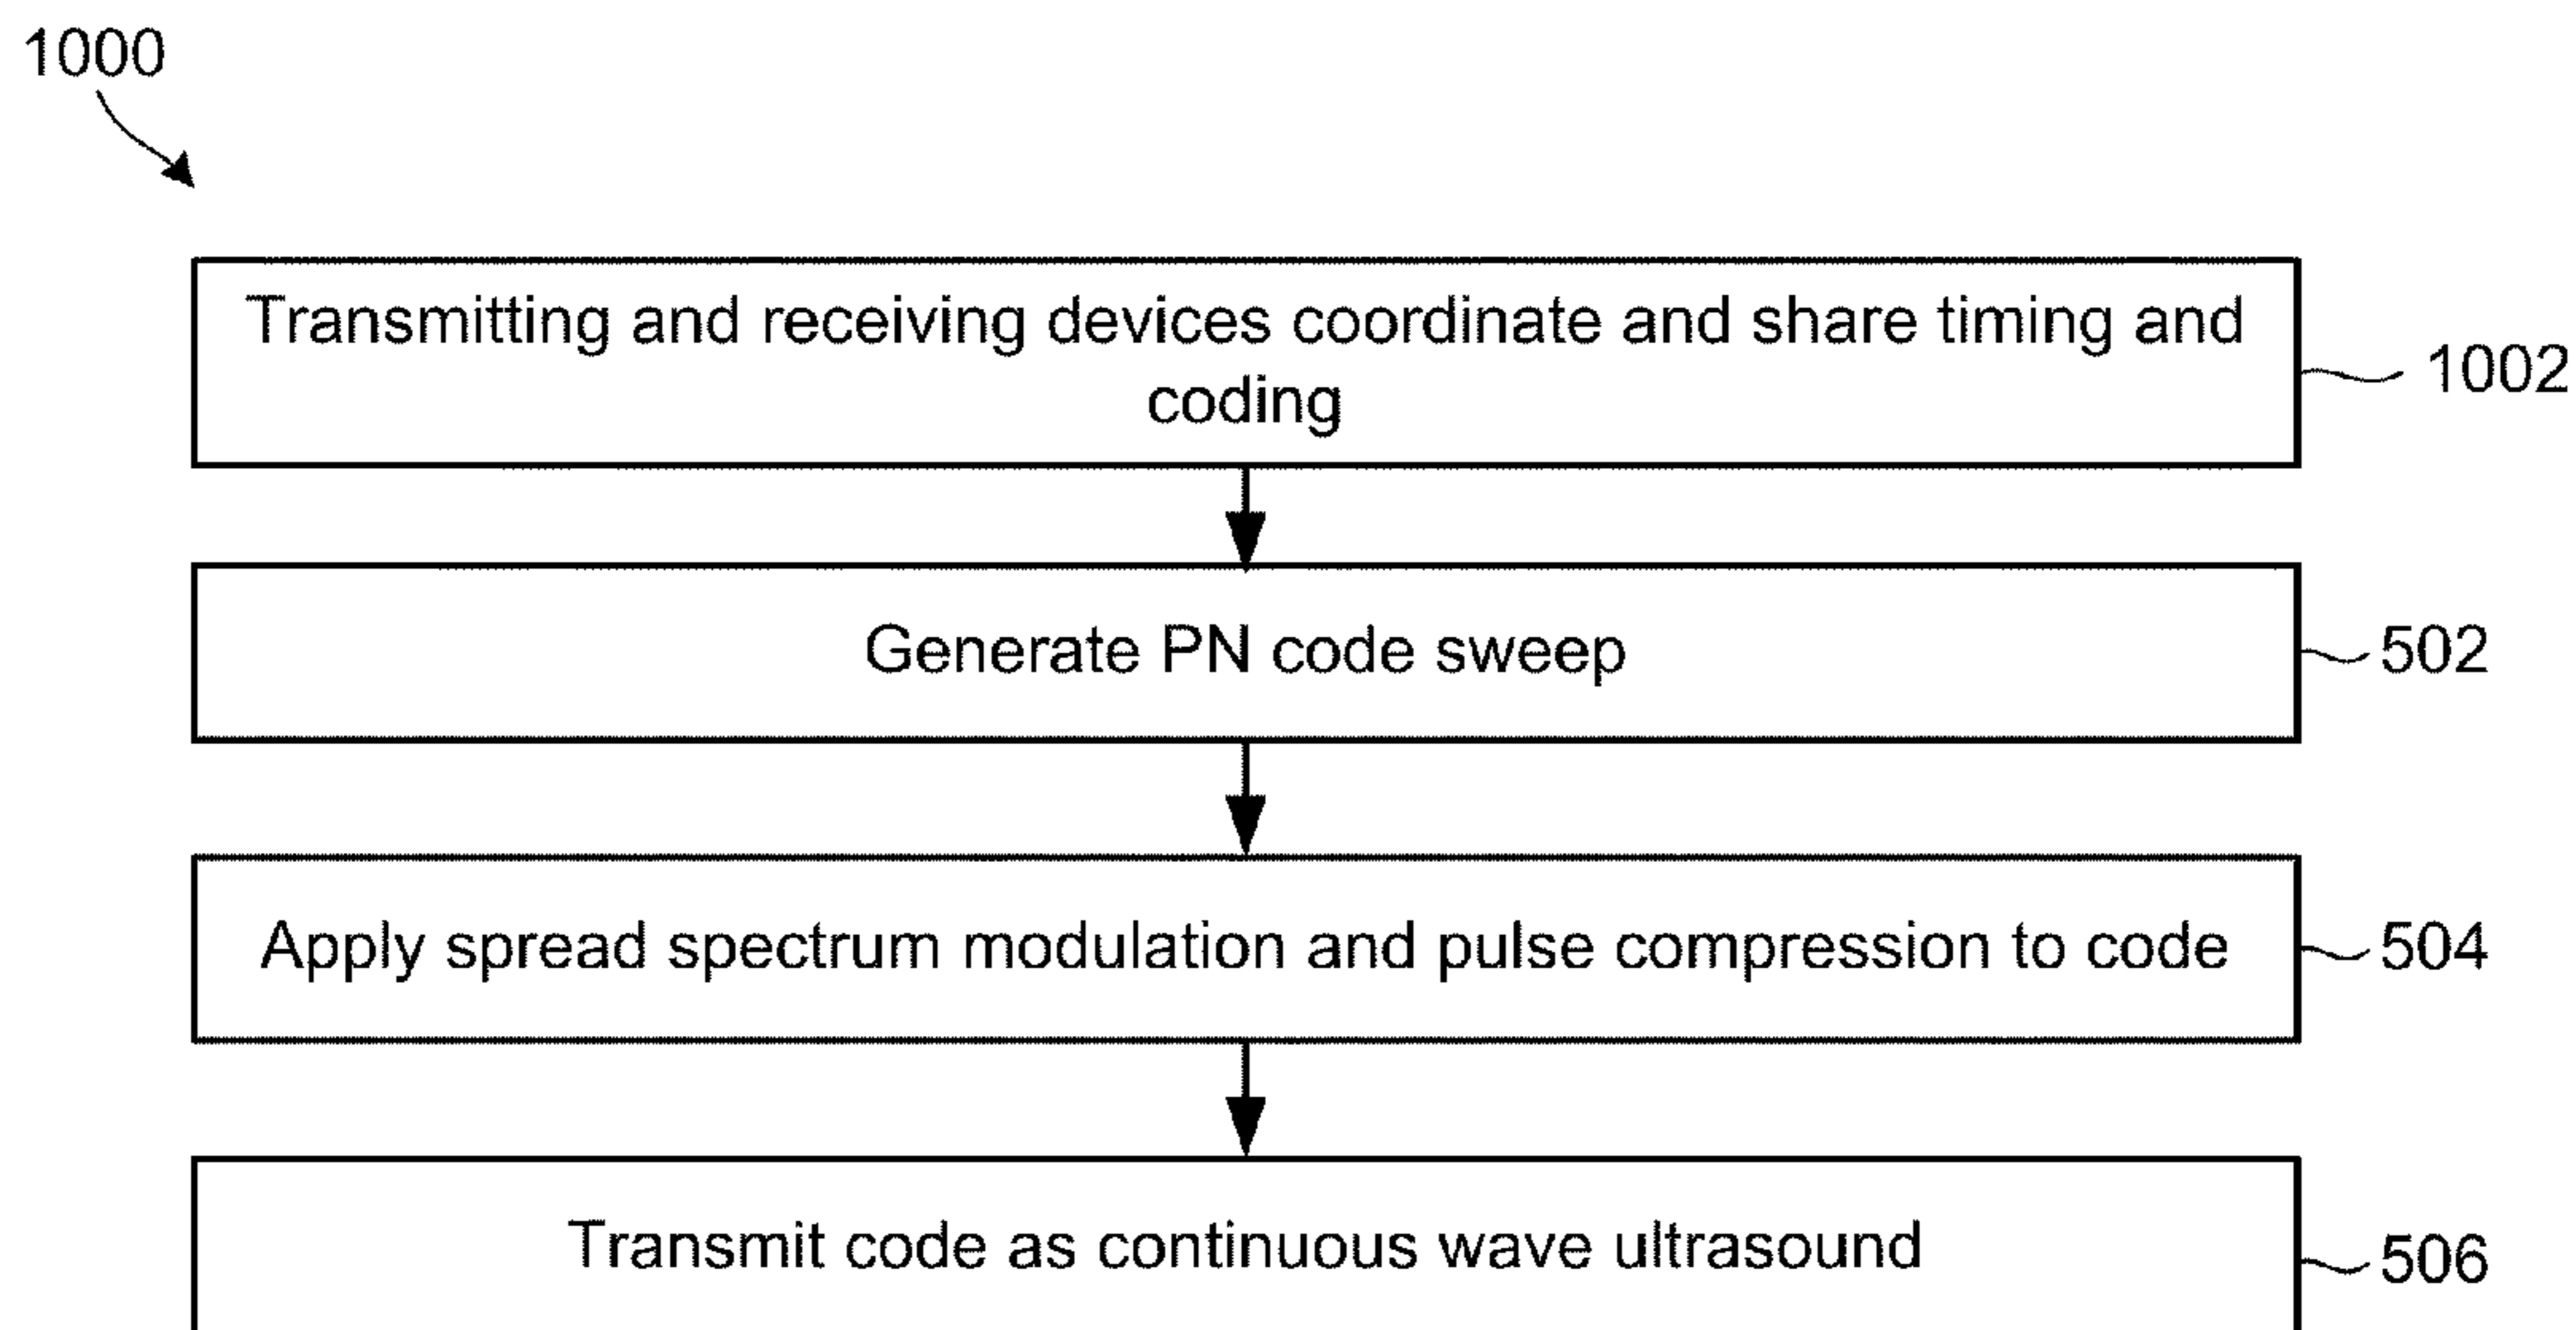 1000
Transmitting and receiving devices coordinate and share timing and
coding
1002
Generate PN code sweep
502
Apply spread spectrum modulation and pulse compression to code
504
Transmit code as continuous wave ultrasound
506